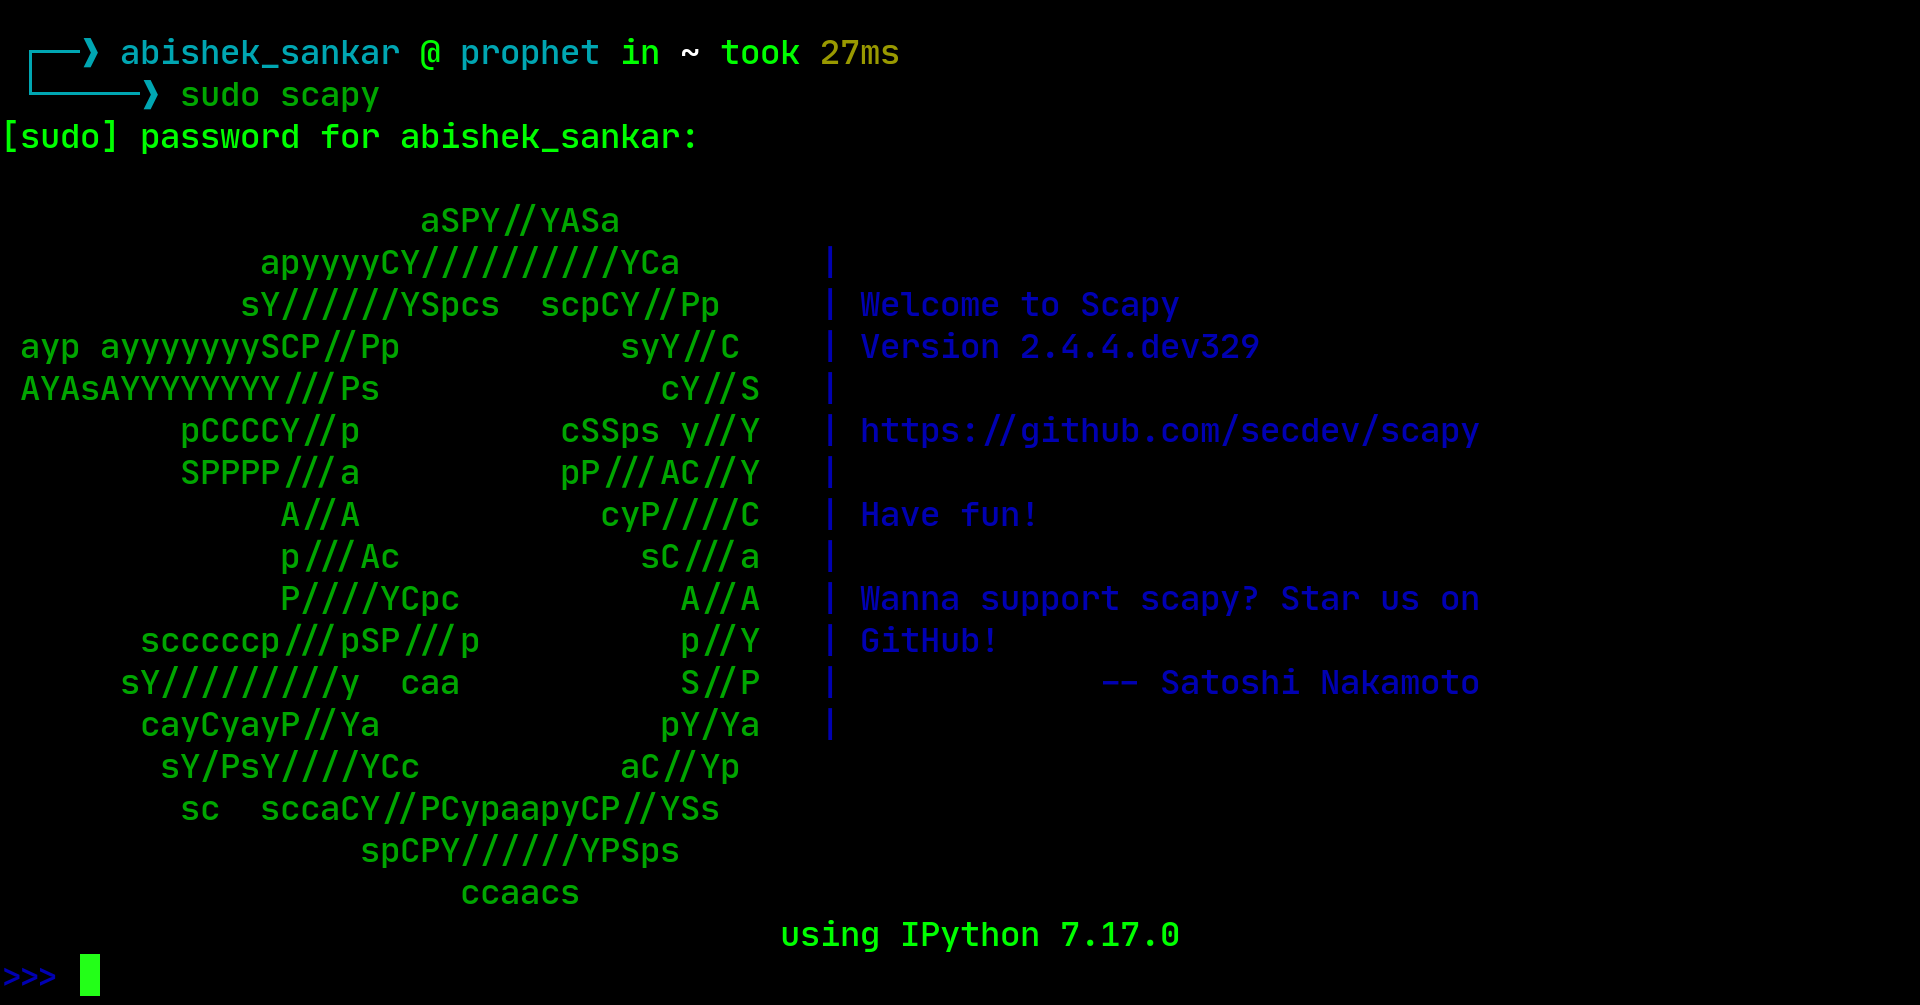 ┌──❱ abishek_sankar @ prophet in ~ took 27ms
└─────❱ sudo scapy
[sudo] password for abishek_sankar:
aSPY//YASa
apyyyyCY//////////YCa |
sY//////YSpcs  scpCY//Pp | Welcome to Scapy
ayp ayyyyyyySCP//Pp syY//C | Version 2.4.4.dev329
AYAsAYYYYYYYY///Ps cY//S |
pCCCCY//p cSSps y//Y | https://github.com/secdev/scapy
SPPPP///a pP///AC//Y |
A//A cyP////C | Have fun!
p///Ac sC///a |
P////YCpc A//A | Wanna support scapy? Star us on
scccccp///pSP///p p//Y | GitHub!
sY/////////y  caa S//P | -- Satoshi Nakamoto
cayCyayP//Ya pY/Ya |
sY/PsY////YCc aC//Yp
sc  sccaCY//PCypaapyCP//YSs
spCPY//////YPSps
ccaacs
using IPython 7.17.0
>>>